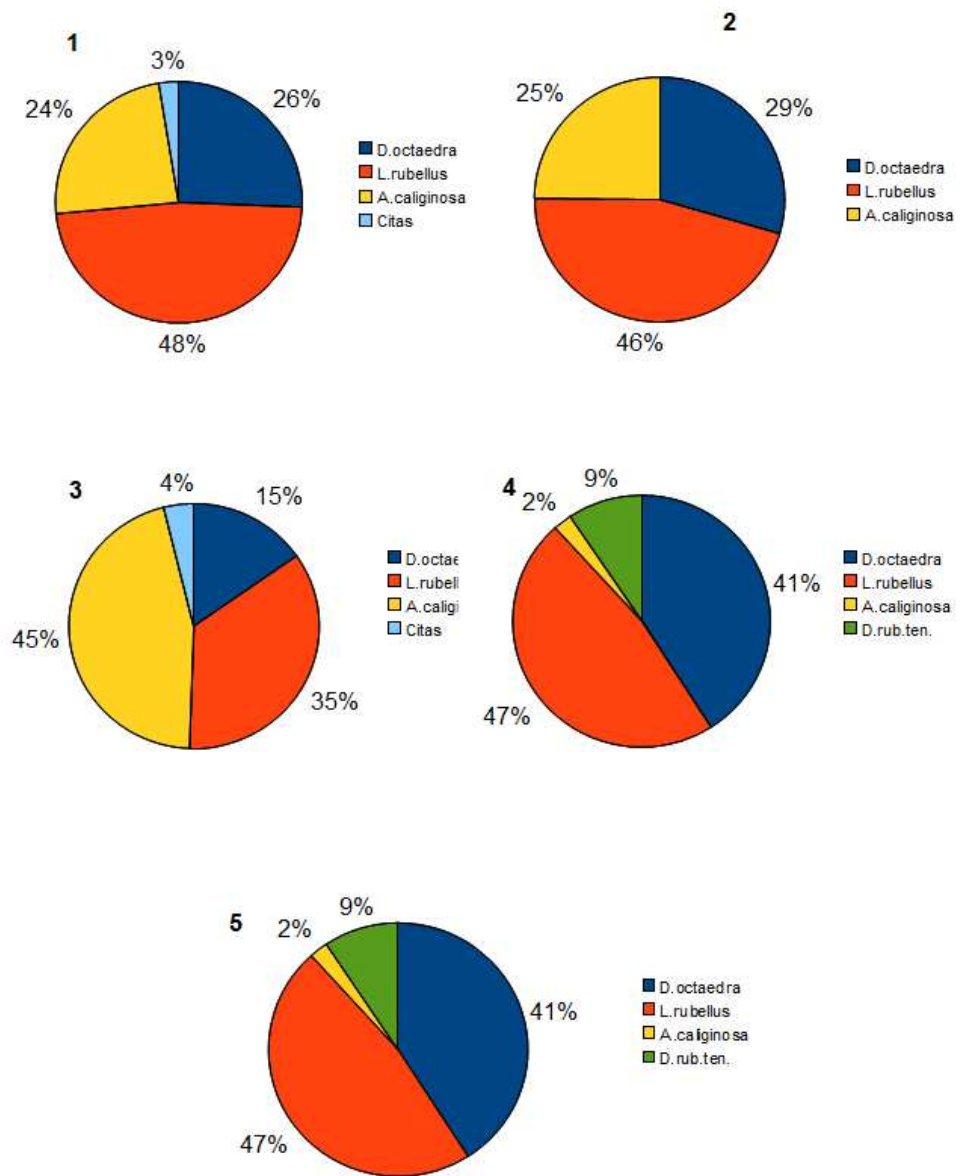 1
3%
24%
26%
48%
D.octaedra
L.rubellus
A.caliginosa
Citas
2
25%
29%
46%
D.octaedra
L.rubellus
A.caliginosa
3
4%
15%
45%
35%
D.octae
L.rubell
A.caligi
Citas
4
2%
9%
41%
47%
D.octaedra
L.rubellus
A.caliginosa
D.rub.ten.
5
2%
9%
41%
47%
D.octaedra
L.rubellus
A.caliginosa
D.rub.ten.